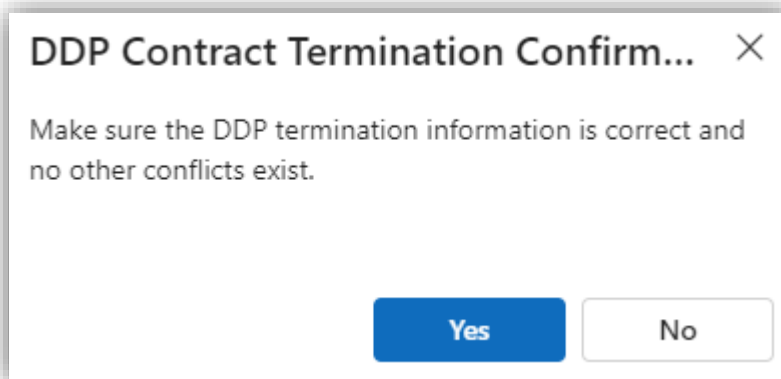 DDP Contract Termination Confirm...
Make sure the DDP termination information is correct and
no other conflicts exist.
Yes
No